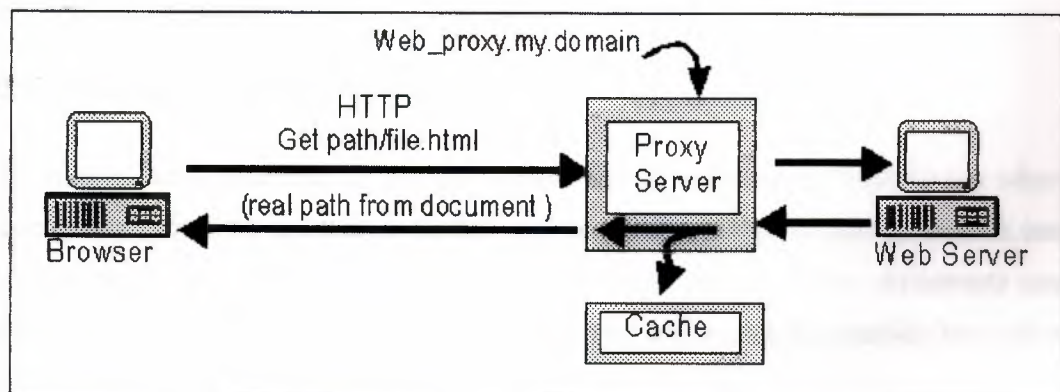 Web_proxy.my.domain
HTTP
Get path/file.html
(real path from document )
Browser
Proxy
Server
Web Server
Cache